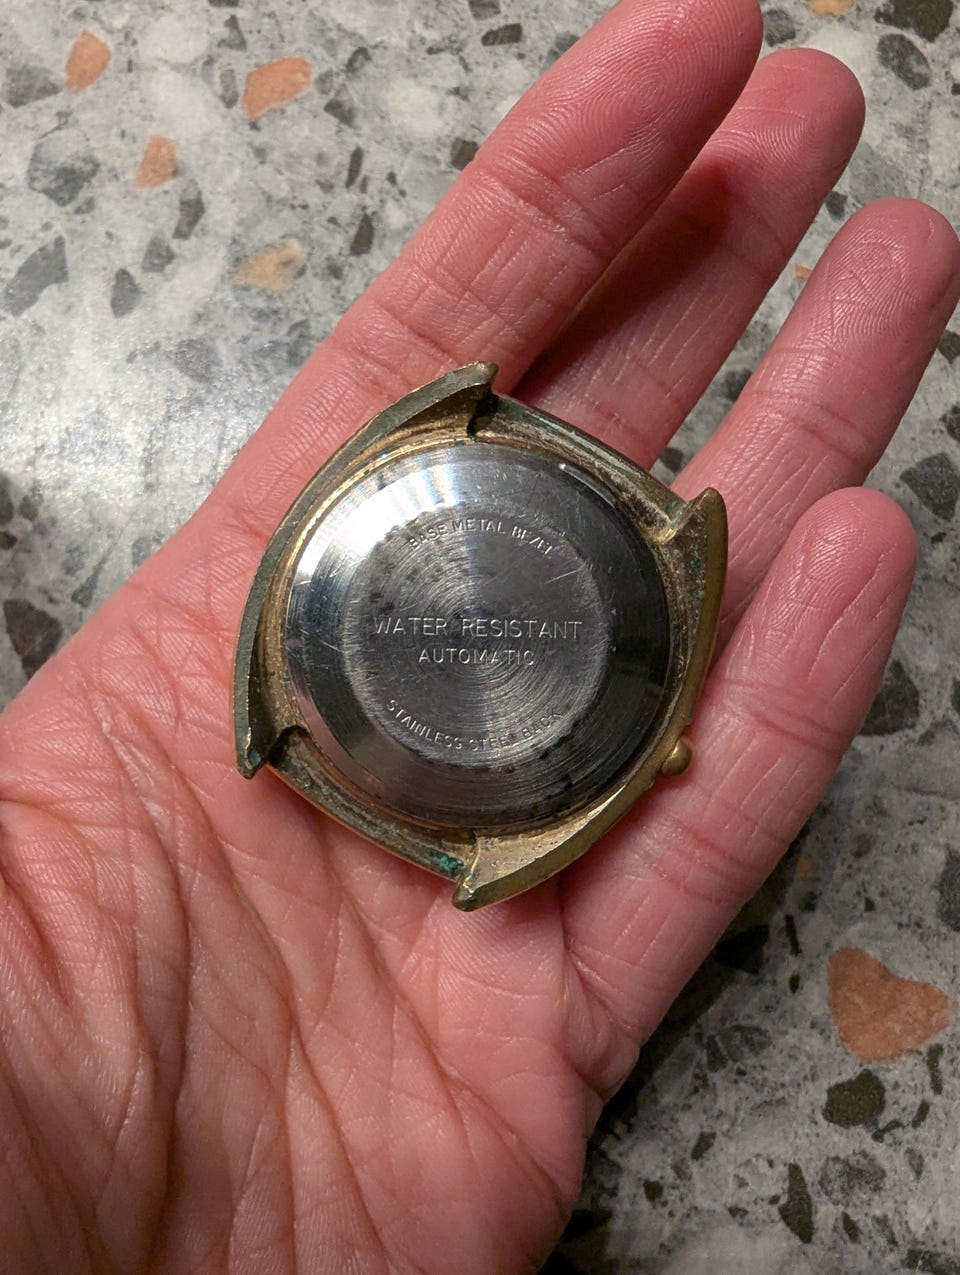 BASE METAL BEZEL
WATER RESISTANT
AUTOMATIC
STAINLESS STEEL BACK